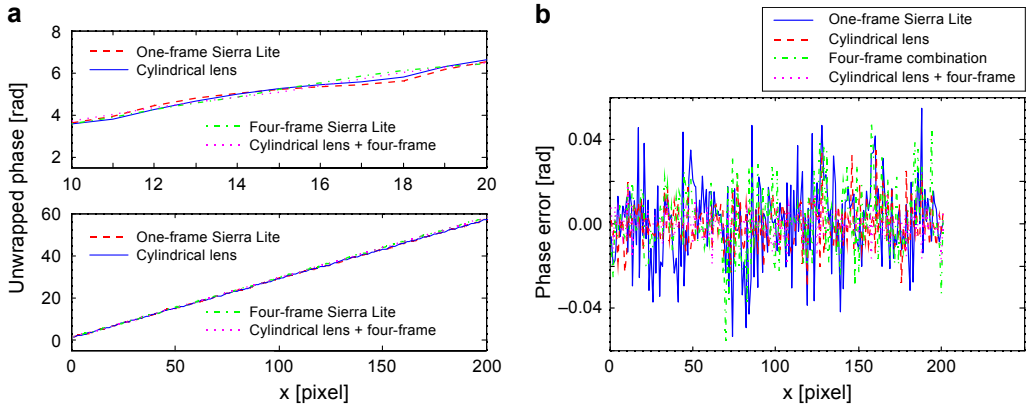 a
Unwrapped phase [rad]
8
6
4
2
One-frame Sierra Lite
Cylindrical lens
Four-frame Sierra Lite
Cylindrical lens + four-frame
10
12
14
16
18
20
60
40
20
0
One-frame Sierra Lite
Cylindrical lens
Four-frame Sierra Lite
Cylindrical lens + four-frame
0
50
100
150
200
x [pixel]
b
One-frame Sierra Lite
Cylindrical lens
Four-frame combination
Cylindrical lens + four-frame
Phase error [rad]
0.04
0.00
–0.04
0
50
100
150
200
250
x [pixel]